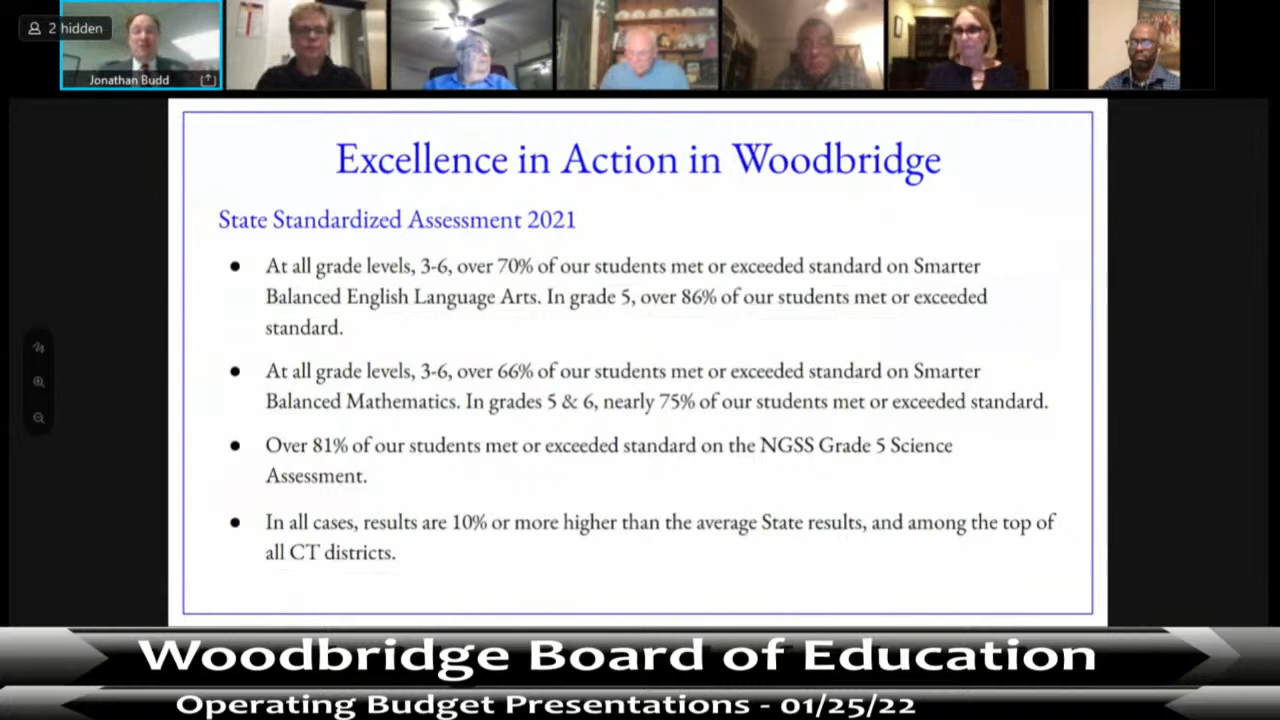 2 hidden
Jonathan Budd
Excellence in Action in Woodbridge
State Standardized Assessment 2021
● At all grade levels, 3-6, over 70% of our students met or exceeded standard on Smarter
Balanced English Language Arts. In grade 5, over 86% of our students met or exceeded
standard.
● At all grade levels, 3-6, over 66% of our students met or exceeded standard on Smarter
Balanced Mathematics. In grades 5 & 6, nearly 75% of our students met or exceeded standard.
● Over 81% of our students met or exceeded standard on the NGSS Grade 5 Science
Assessment.
● In all cases, results are 10% or more higher than the average State results, and among the top of
all CT districts.
Woodbridge Board of Education
Operating Budget Presentations - 01/25/22